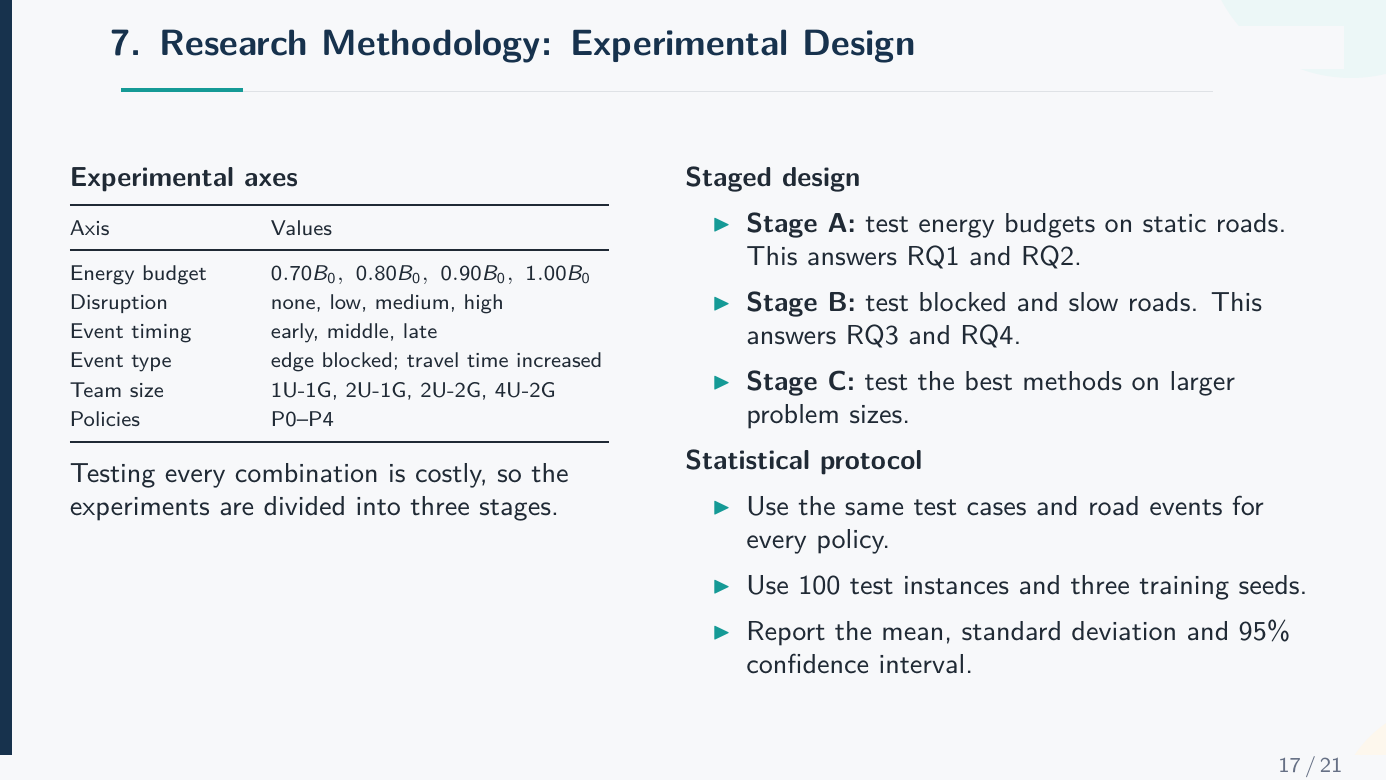 7. Research Methodology: Experimental Design
Experimental axes
Axis Values
Energy budget 0.70B₀, 0.80B₀, 0.90B₀, 1.00B₀
Disruption none, low, medium, high
Event timing early, middle, late
Event type edge blocked; travel time increased
Team size 1U-1G, 2U-1G, 2U-2G, 4U-2G
Policies P0–P4
Testing every combination is costly, so the
experiments are divided into three stages.
Staged design
▶ Stage A: test energy budgets on static roads.
This answers RQ1 and RQ2.
▶ Stage B: test blocked and slow roads. This
answers RQ3 and RQ4.
▶ Stage C: test the best methods on larger
problem sizes.
Statistical protocol
▶ Use the same test cases and road events for
every policy.
▶ Use 100 test instances and three training seeds.
▶ Report the mean, standard deviation and 95%
confidence interval.
17 / 21